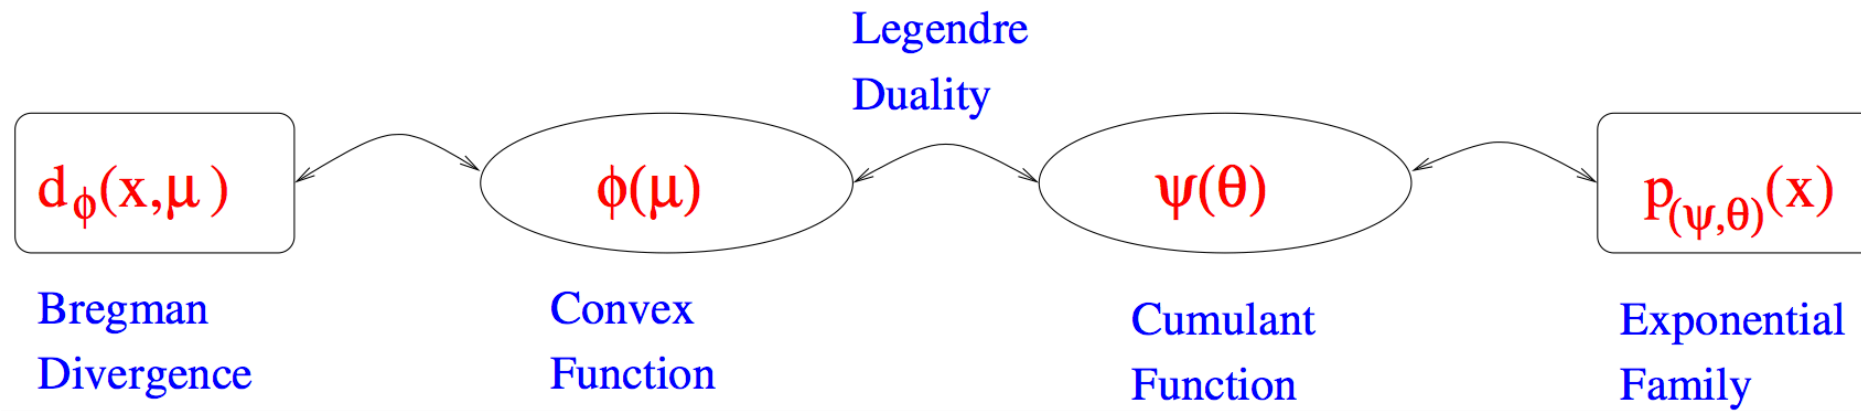 Legendre
Duality
dϕ(x,μ)
ϕ(μ)
ψ(θ)
p(ψ,θ)(x)
Bregman
Divergence
Convex
Function
Cumulant
Function
Exponential
Family